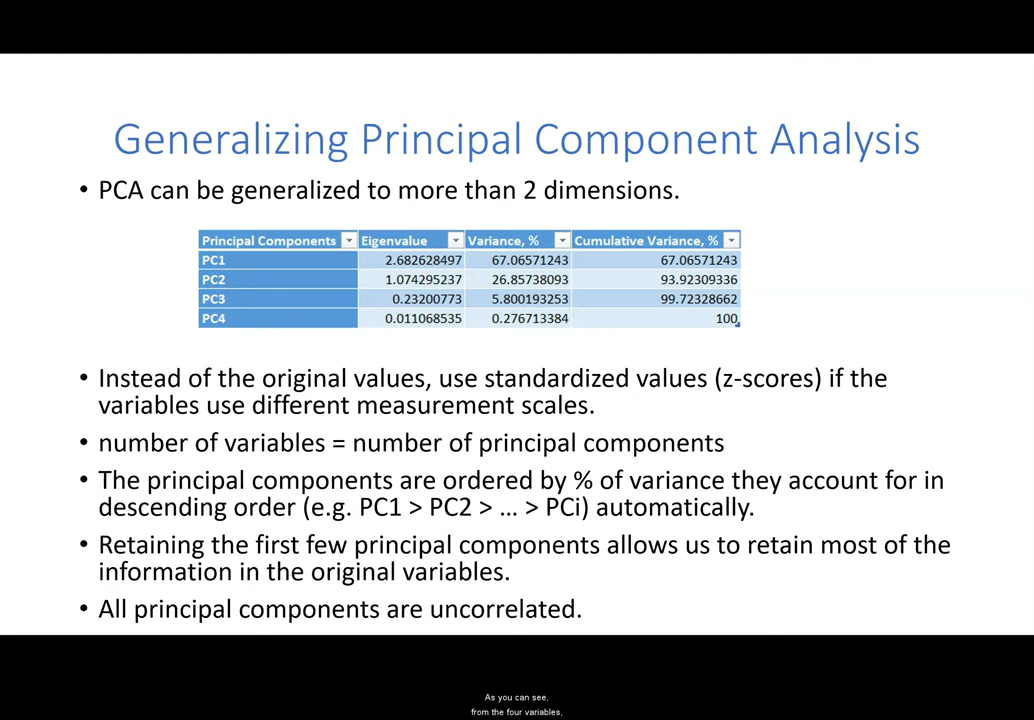 Generalizing Principal Component Analysis
• PCA can be generalized to more than 2 dimensions.
Principal Components Eigenvalue Variance, % Cumulative Variance, %
PC1 2.682628497 67.06571243 67.06571243
PC2 1.074295237 26.85738093 93.92309336
PC3 0.23200773 5.800193253 99.72328662
PC4 0.011068535 0.276713384 100
• Instead of the original values, use standardized values (z-scores) if the
variables use different measurement scales.
• number of variables = number of principal components
• The principal components are ordered by % of variance they account for in
descending order (e.g. PC1 > PC2 > … > PCi) automatically.
• Retaining the first few principal components allows us to retain most of the
information in the original variables.
• All principal components are uncorrelated.
As you can see,
from the four variables,